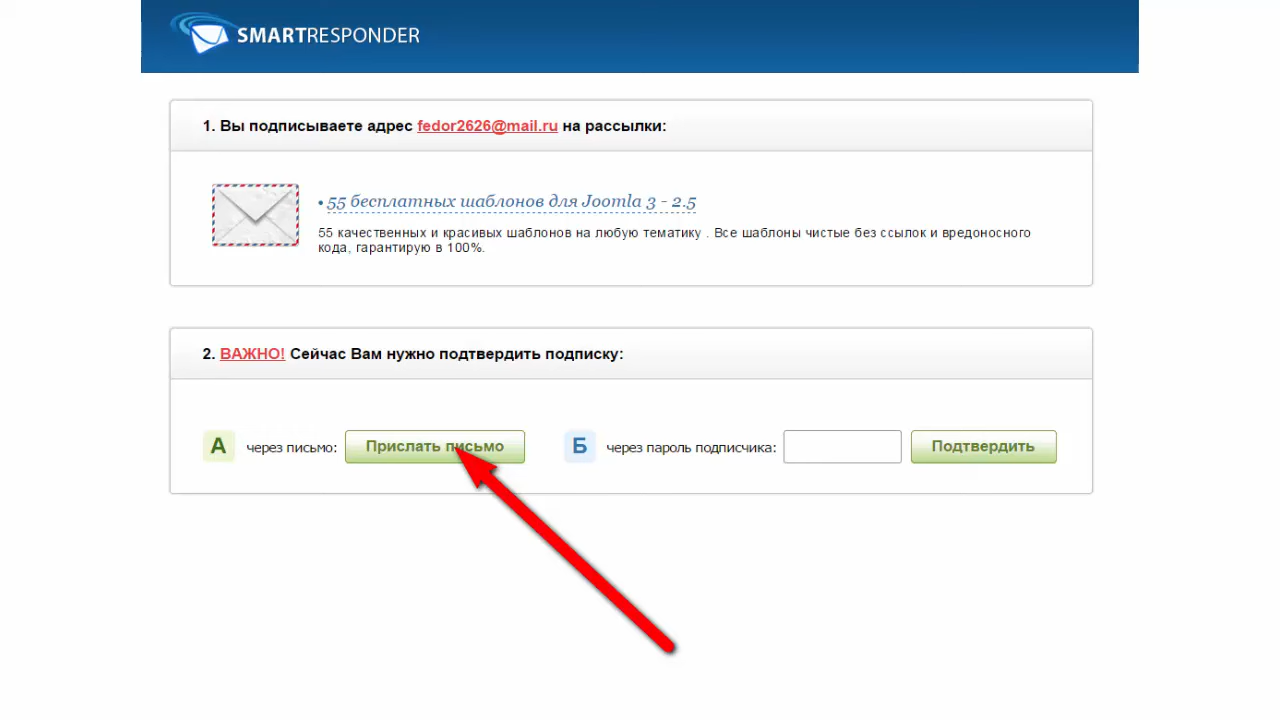 SMARTRESPONDER
1. Вы подписываете адрес fedor2626@mail.ru на рассылки:
• 55 бесплатных шаблонов для Joomla 3 - 2.5
55 качественных и красивых шаблонов на любую тематику . Все шаблоны чистые без ссылок и вредоносного
кода, гарантирую в 100%.
2. ВАЖНО! Сейчас Вам нужно подтвердить подписку:
А через письмо: Прислать письмо Б через пароль подписчика: Подтвердить